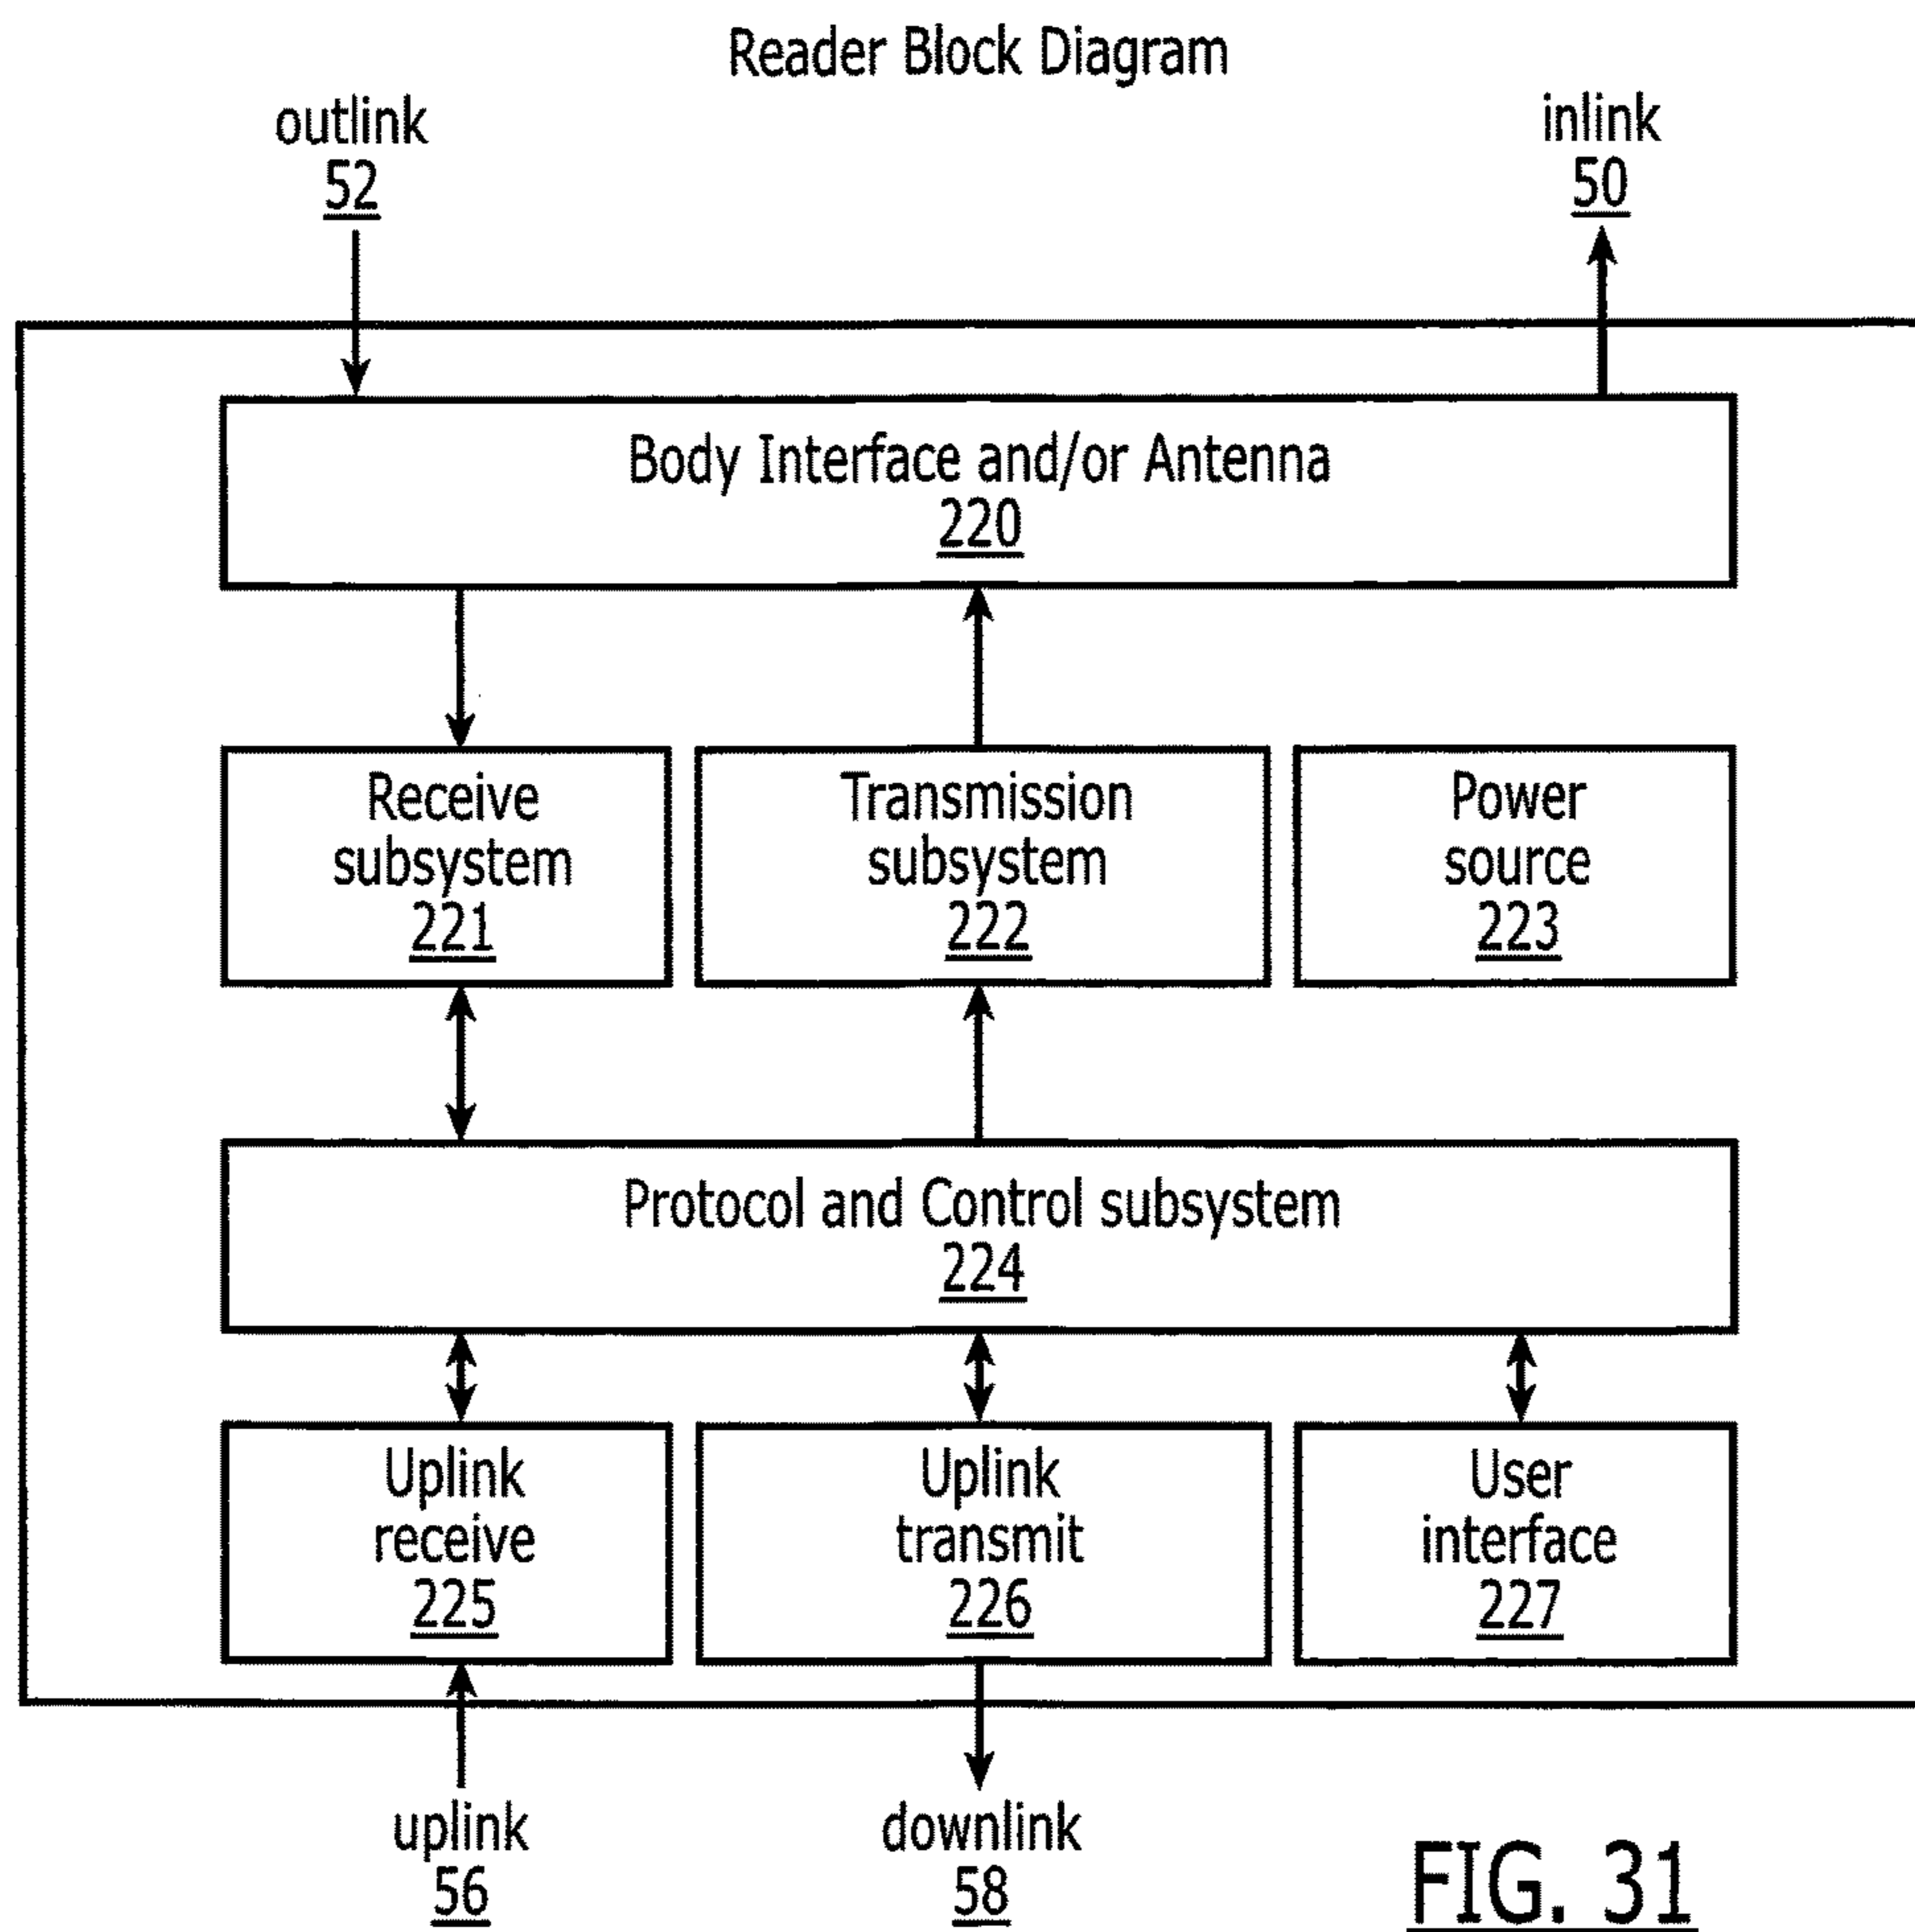 Reader Block Diagram
outlink
52
inlink
50
Body Interface and/or Antenna
220
Receive
subsystem
221
Transmission
subsystem
222
Power
source
223
Protocol and Control subsystem
224
Uplink
receive
225
Uplink
transmit
226
User
interface
227
uplink
56
downlink
58
FIG. 31